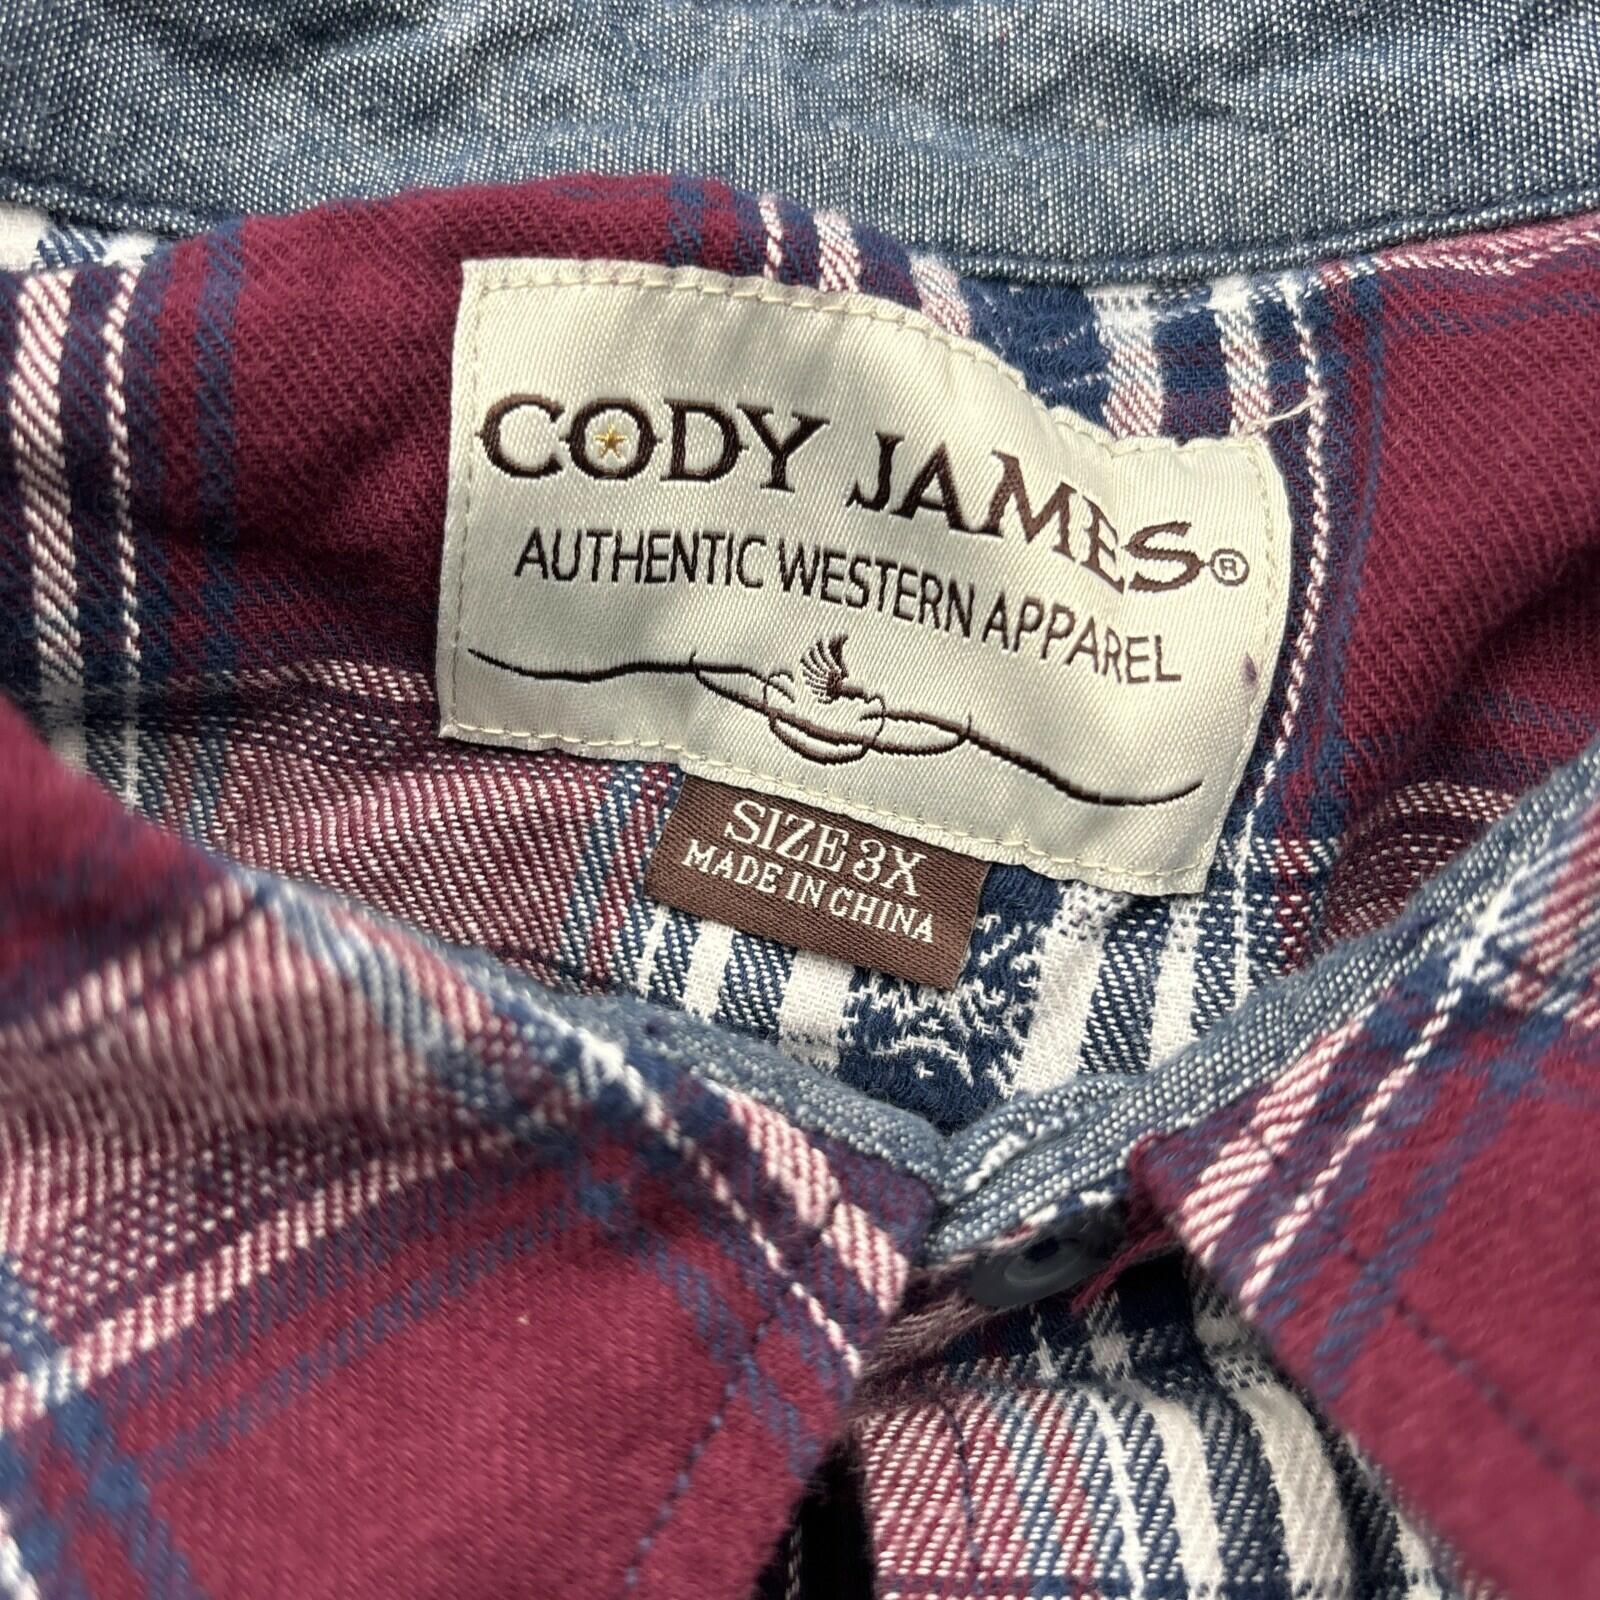 CODY JAMES®
AUTHENTIC WESTERN APPAREL
SIZE 3X
MADE IN CHINA